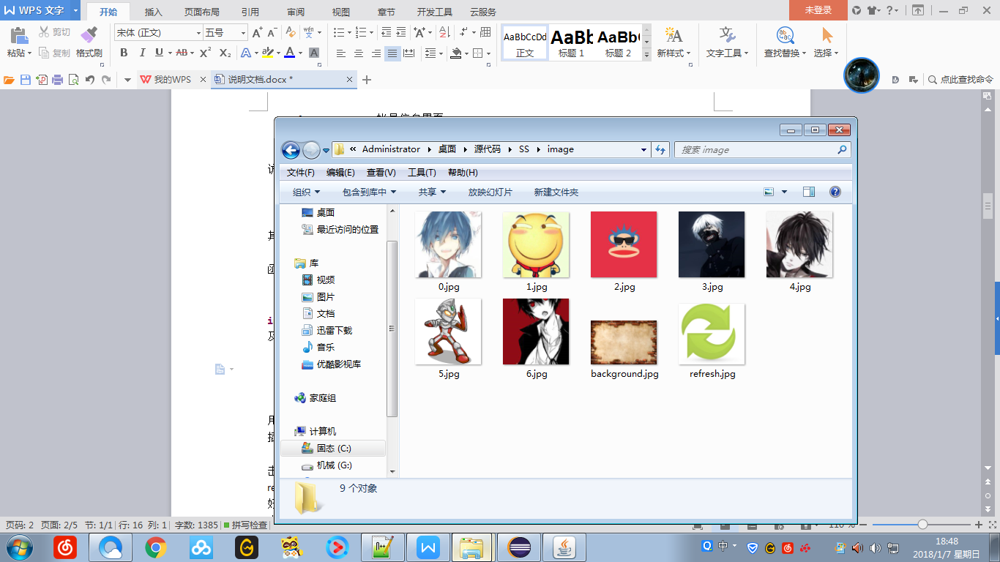 WPS 文字
开始 插入 页面布局 引用 审阅 视图 章节 开发工具 云服务
未登录
粘贴 剪切 复制 格式刷
宋体 (正文) 五号
B I U AB X² X₂ A A A
AaBbCcDd AaBb AaBb
正文 标题 1 标题 2
新样式 文字工具 查找替换 选择
我的WPS 说明文档.docx *
点此查找命令
Administrator 桌面 源代码 SS image
搜索 image
文件(F) 编辑(E) 查看(V) 工具(T) 帮助(H)
组织 包含到库中 共享 放映幻灯片 新建文件夹
桌面
最近访问的位置
库
视频
图片
文档
迅雷下载
音乐
优酷影视库
家庭组
计算机
固态 (C:)
机械 (G:)
0.jpg 1.jpg 2.jpg 3.jpg 4.jpg
5.jpg 6.jpg background.jpg refresh.jpg
9 个对象
页码: 2 页面: 2/5 节: 1/1 行: 16 列: 1 字数: 1385 拼写检查
110 %
中
18:48
2018/1/7 星期日